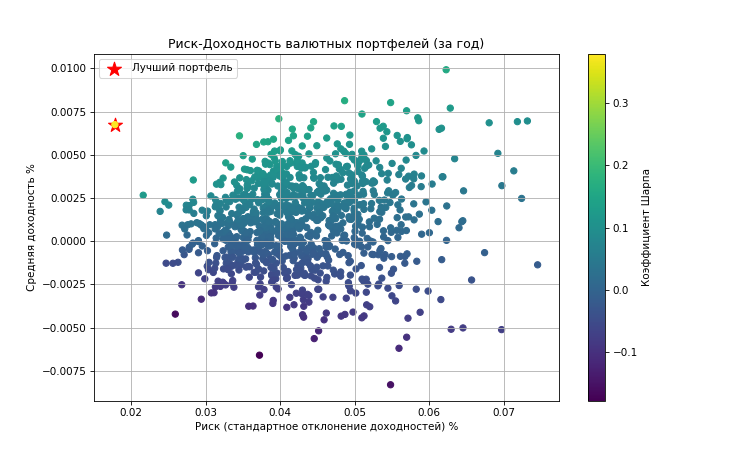 Риск-Доходность валютных портфелей (за год)
Лучший портфель
0.0100
0.0075
0.0050
0.0025
0.0000
−0.0025
−0.0050
−0.0075
Средняя доходность %
0.02 0.03 0.04 0.05 0.06 0.07
Риск (стандартное отклонение доходностей) %
0.3
0.2
0.1
0.0
−0.1
Коэффициент Шарпа